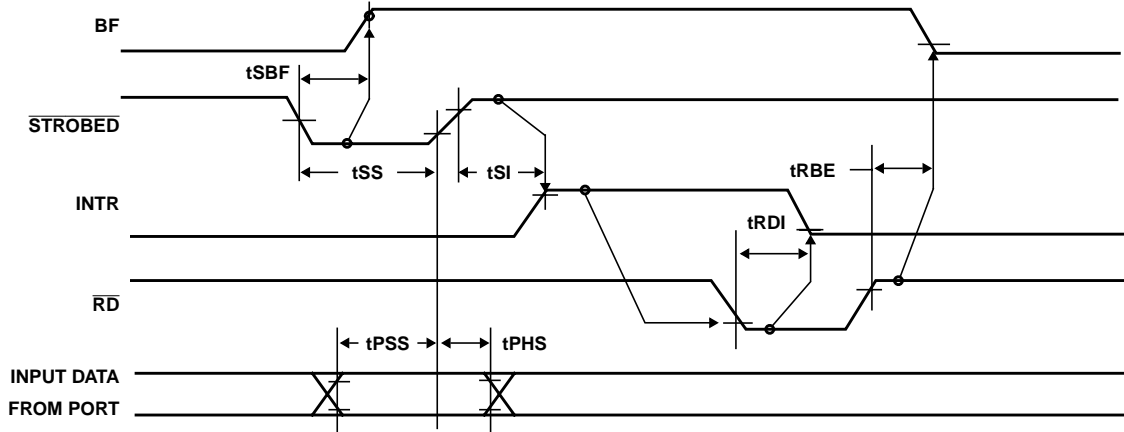 BF
tSBF
STROBED
tSS
tSI
tRBE
INTR
tRDI
RD
tPSS
tPHS
INPUT DATA
FROM PORT